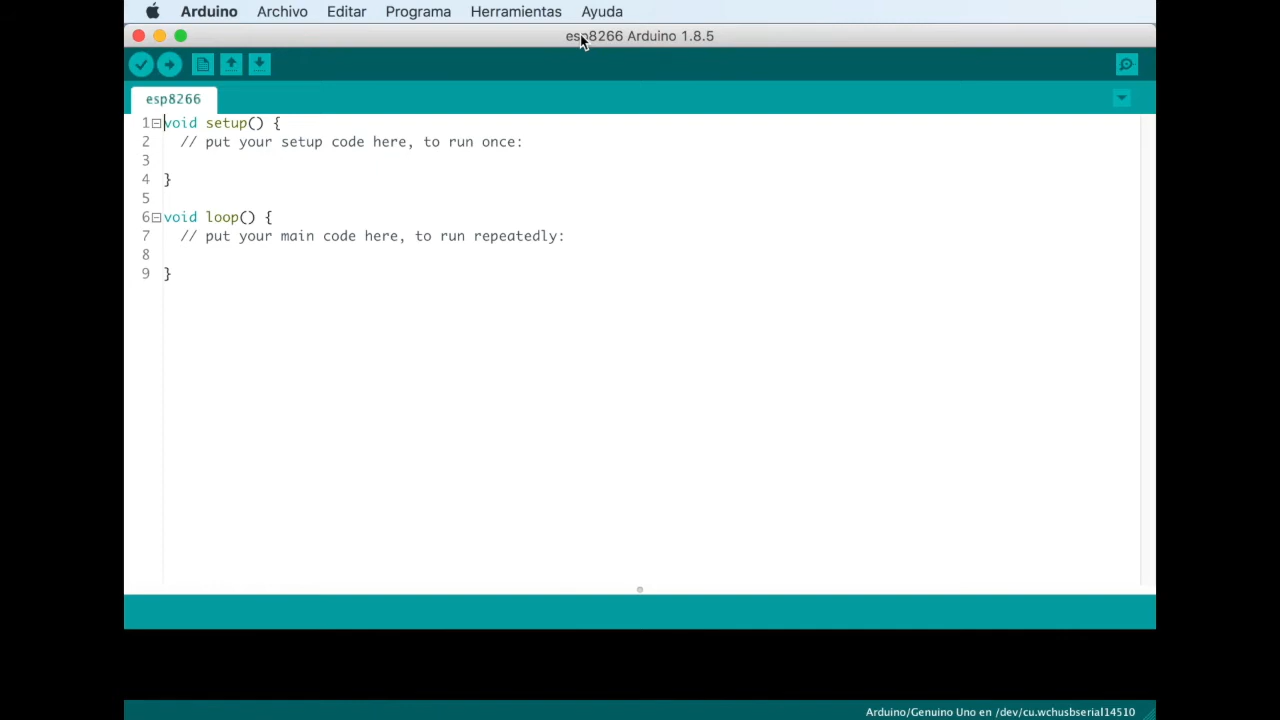 Arduino Archivo Editar Programa Herramientas Ayuda
esp8266 Arduino 1.8.5
esp8266
1 void setup() {
2 // put your setup code here, to run once:
3
4 }
5
6 void loop() {
7 // put your main code here, to run repeatedly:
8
9 }
Arduino/Genuino Uno en /dev/cu.wchusbserial14510